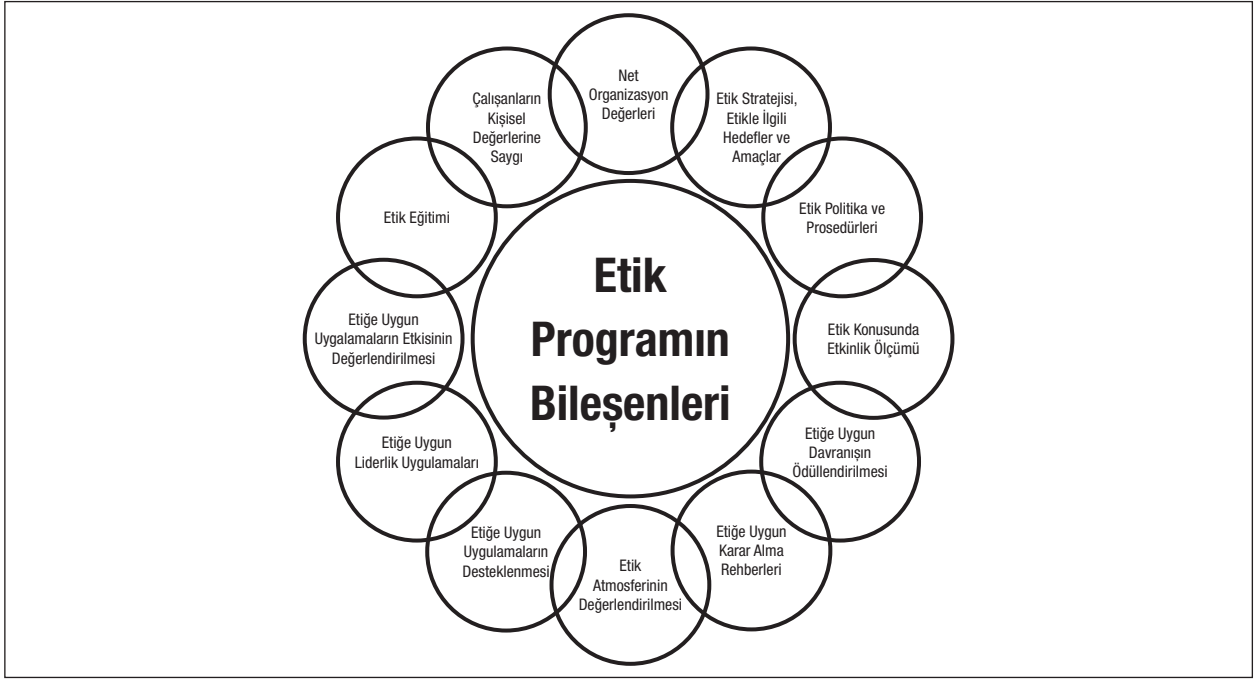 Net
Organizasyon
Değerleri
Etik Stratejisi,
Etikle İlgili
Hedefler ve
Amaçlar
Etik Politika ve
Prosedürleri
Etik Konusunda
Etkinlik Ölçümü
Etiğe Uygun
Davranışın
Ödüllendirilmesi
Etiğe Uygun
Karar Alma
Rehberleri
Etik
Atmosferinin
Değerlendirilmesi
Etiğe Uygun
Uygulamaların
Desteklenmesi
Etiğe Uygun
Liderlik Uygulamaları
Etiğe Uygun
Uygalamaların Etkisinin
Değerlendirilmesi
Etik Eğitimi
Çalışanların
Kişisel
Değerlerine
Saygı
Etik
Programın
Bileşenleri